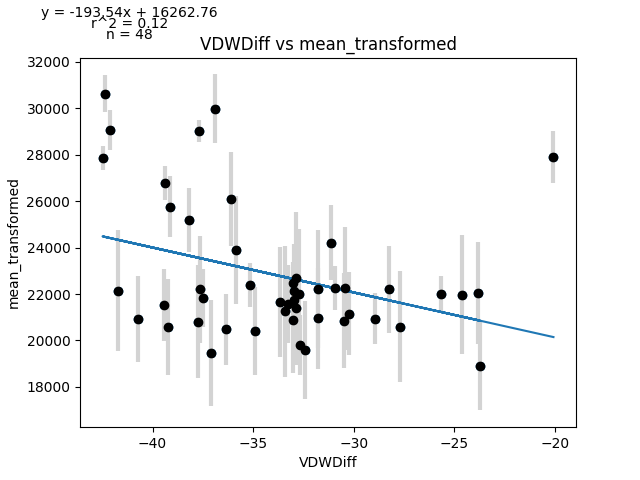 y = -193.54x + 16262.76
r^2 = 0.12
n = 48
VDWDiff vs mean_transformed
mean_transformed
32000
30000
28000
26000
24000
22000
20000
18000
−40
−35
−30
−25
−20
VDWDiff